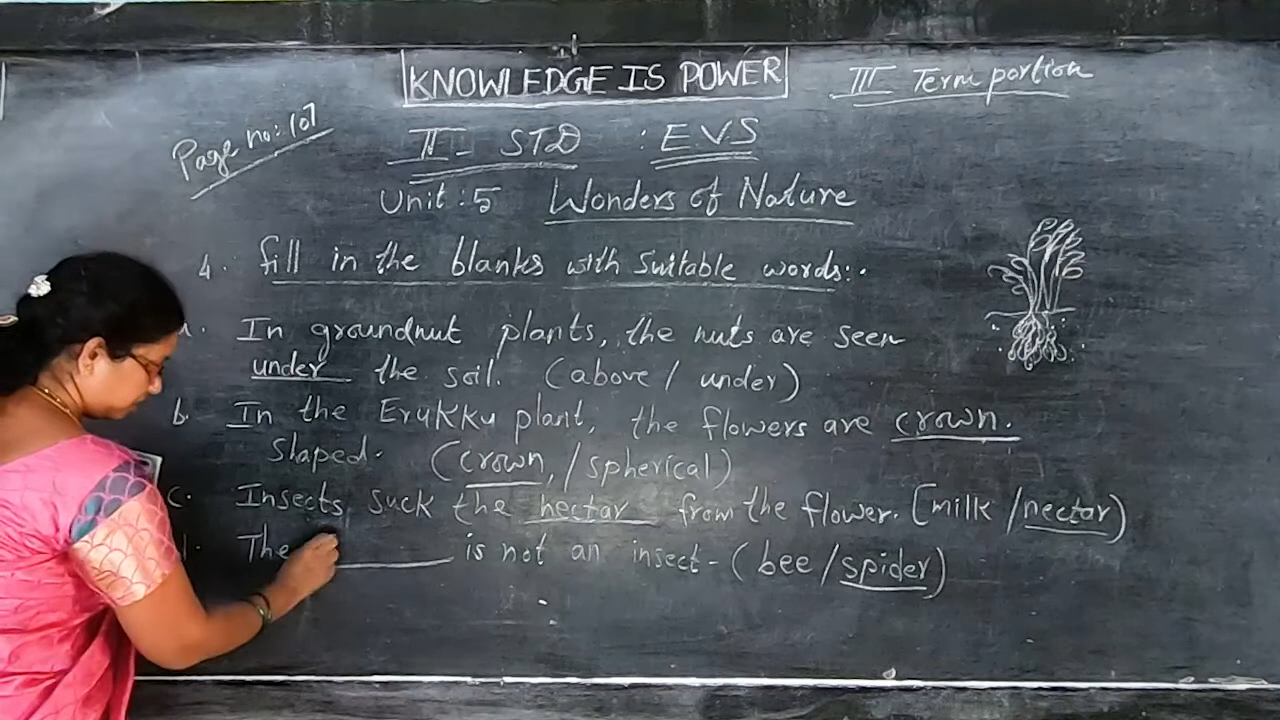 KNOWLEDGE IS POWER
III Term portion
Page no: 107
II - STD : EVS
Unit : 5 Wonders of Nature
4. fill in the blanks with suitable words:-
In groundnut plants, the nuts are seen
under the soil. (above / under)
b. In the Erukku plant, the flowers are crown.
shaped. (crown, / spherical)
c. Insects suck the nectar from the flower. [milk / nectar)
The ______ is not an insect - (bee / spider)